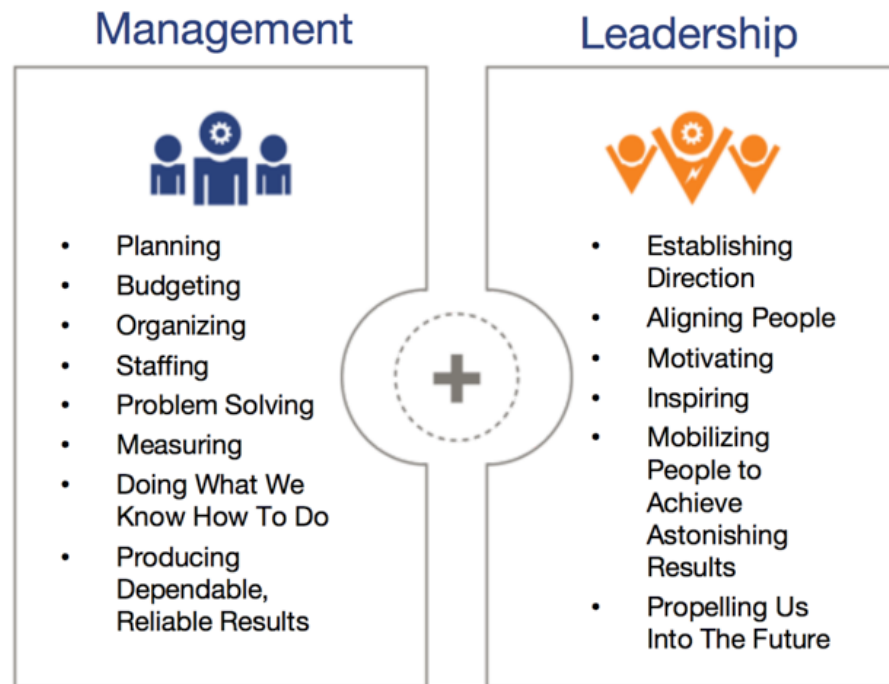 Management
• Planning
• Budgeting
• Organizing
• Staffing
• Problem Solving
• Measuring
• Doing What We
Know How To Do
• Producing
Dependable,
Reliable Results
+
Leadership
• Establishing
Direction
• Aligning People
• Motivating
• Inspiring
• Mobilizing
People to
Achieve
Astonishing
Results
• Propelling Us
Into The Future